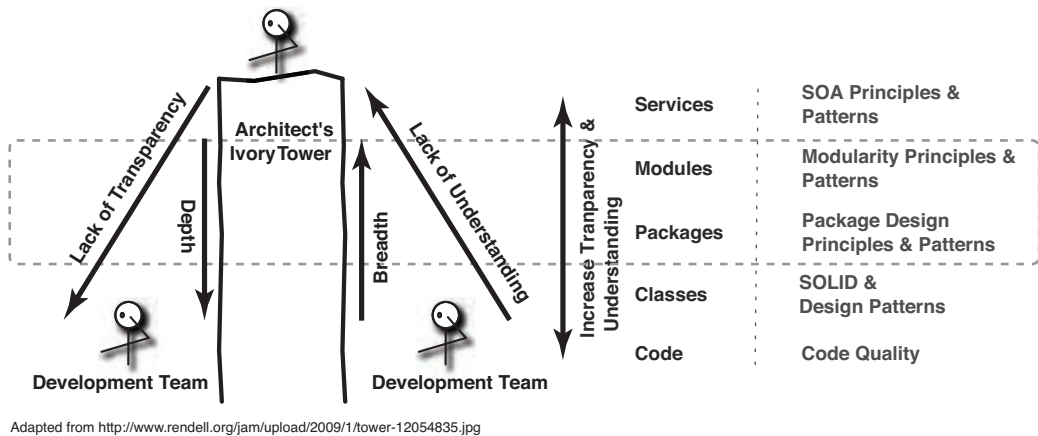 Architect's
Ivory Tower
Lack of Transparency
Depth
Breadth
Lack of Understanding
Development Team
Development Team
Increase Tranparency &
Understanding
Services
SOA Principles &
Patterns
Modules
Modularity Principles &
Patterns
Packages
Package Design
Principles & Patterns
Classes
SOLID &
Design Patterns
Code
Code Quality
Adapted from http://www.rendell.org/jam/upload/2009/1/tower-12054835.jpg